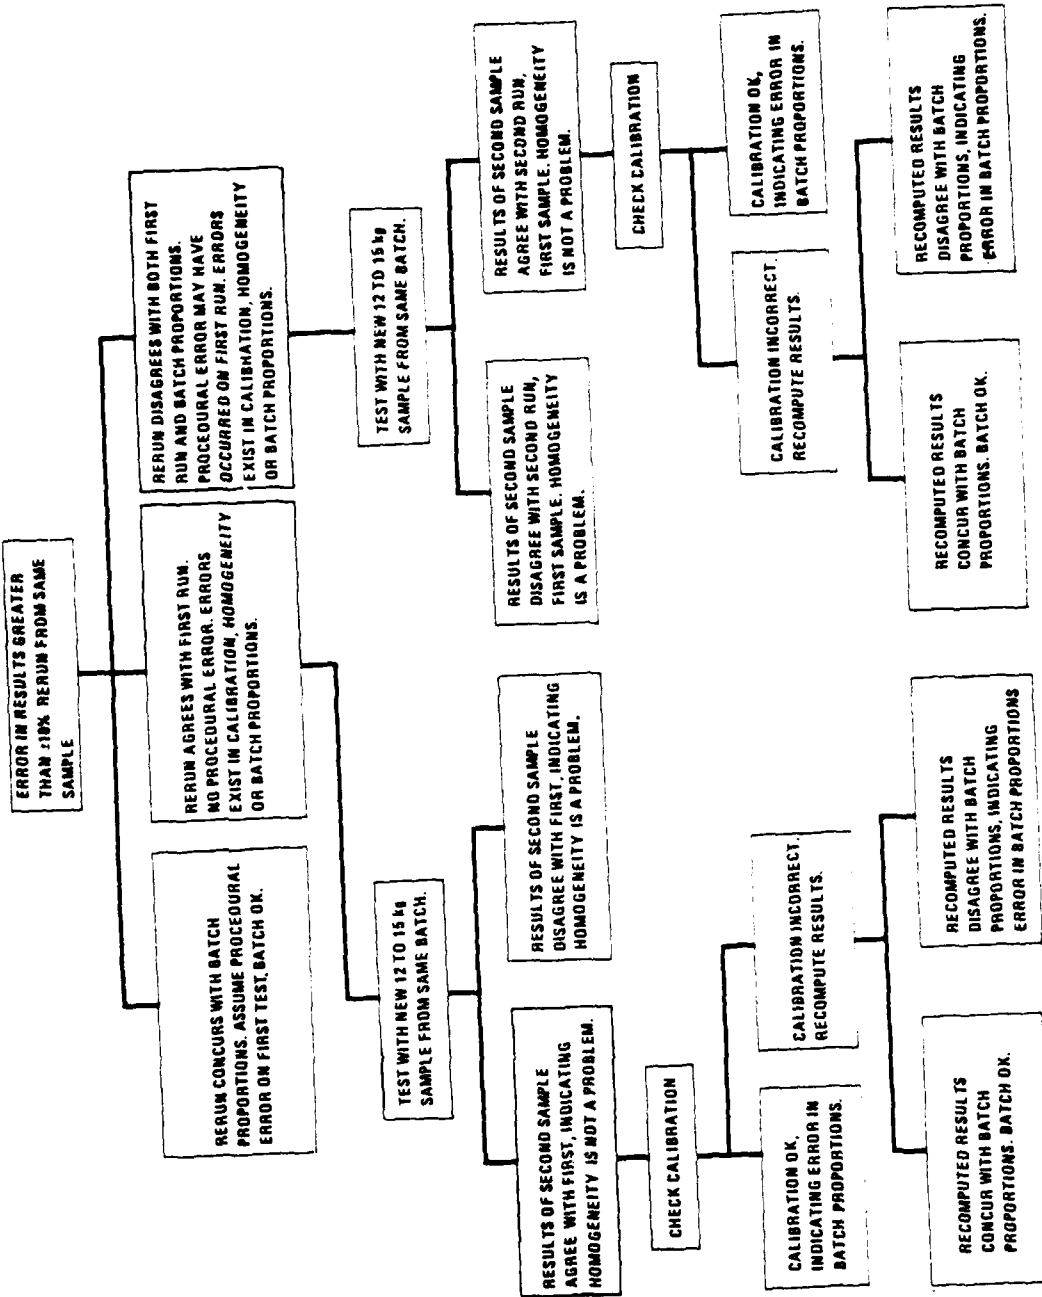 ERROR IN RESULTS GREATER
THAN ±10% RERUN FROM SAME
SAMPLE
RERUN CONCURS WITH BATCH
PROPORTIONS. ASSUME PROCEDURAL
ERROR ON FIRST TEST, BATCH OK.
RERUN AGREES WITH FIRST RUN.
NO PROCEDURAL ERROR. ERRORS
EXIST IN CALIBRATION, HOMOGENEITY
OR BATCH PROPORTIONS.
RERUN DISAGREES WITH BOTH FIRST
RUN AND BATCH PROPORTIONS.
PROCEDURAL ERROR MAY HAVE
OCCURRED ON FIRST RUN. ERRORS
EXIST IN CALIBRATION, HOMOGENEITY
OR BATCH PROPORTIONS.
TEST WITH NEW 12 TO 15 kg
SAMPLE FROM SAME BATCH.
TEST WITH NEW 12 TO 15 kg
SAMPLE FROM SAME BATCH.
RESULTS OF SECOND SAMPLE
AGREE WITH FIRST, INDICATING
HOMOGENEITY IS NOT A PROBLEM.
RESULTS OF SECOND SAMPLE
DISAGREE WITH FIRST, INDICATING
HOMOGENEITY IS A PROBLEM.
RESULTS OF SECOND SAMPLE
DISAGREE WITH SECOND RUN,
FIRST SAMPLE. HOMOGENEITY
IS A PROBLEM.
RESULTS OF SECOND SAMPLE
AGREE WITH SECOND RUN,
FIRST SAMPLE. HOMOGENEITY
IS NOT A PROBLEM.
CHECK CALIBRATION
CHECK CALIBRATION
CALIBRATION OK,
INDICATING ERROR IN
BATCH PROPORTIONS.
CALIBRATION INCORRECT.
RECOMPUTE RESULTS.
CALIBRATION INCORRECT.
RECOMPUTE RESULTS.
CALIBRATION OK,
INDICATING ERROR IN
BATCH PROPORTIONS.
RECOMPUTED RESULTS
CONCUR WITH BATCH
PROPORTIONS. BATCH OK.
RECOMPUTED RESULTS
DISAGREE WITH BATCH
PROPORTIONS, INDICATING
ERROR IN BATCH PROPORTIONS
RECOMPUTED RESULTS
CONCUR WITH BATCH
PROPORTIONS. BATCH OK.
RECOMPUTED RESULTS
DISAGREE WITH BATCH
PROPORTIONS, INDICATING
ERROR IN BATCH PROPORTIONS.